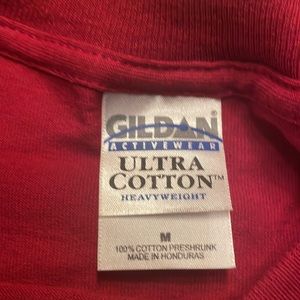 GILDAN
ACTIVEWEAR
ULTRA
COTTON™
HEAVYWEIGHT
M
100% COTTON PRESHRUNK
MADE IN HONDURAS